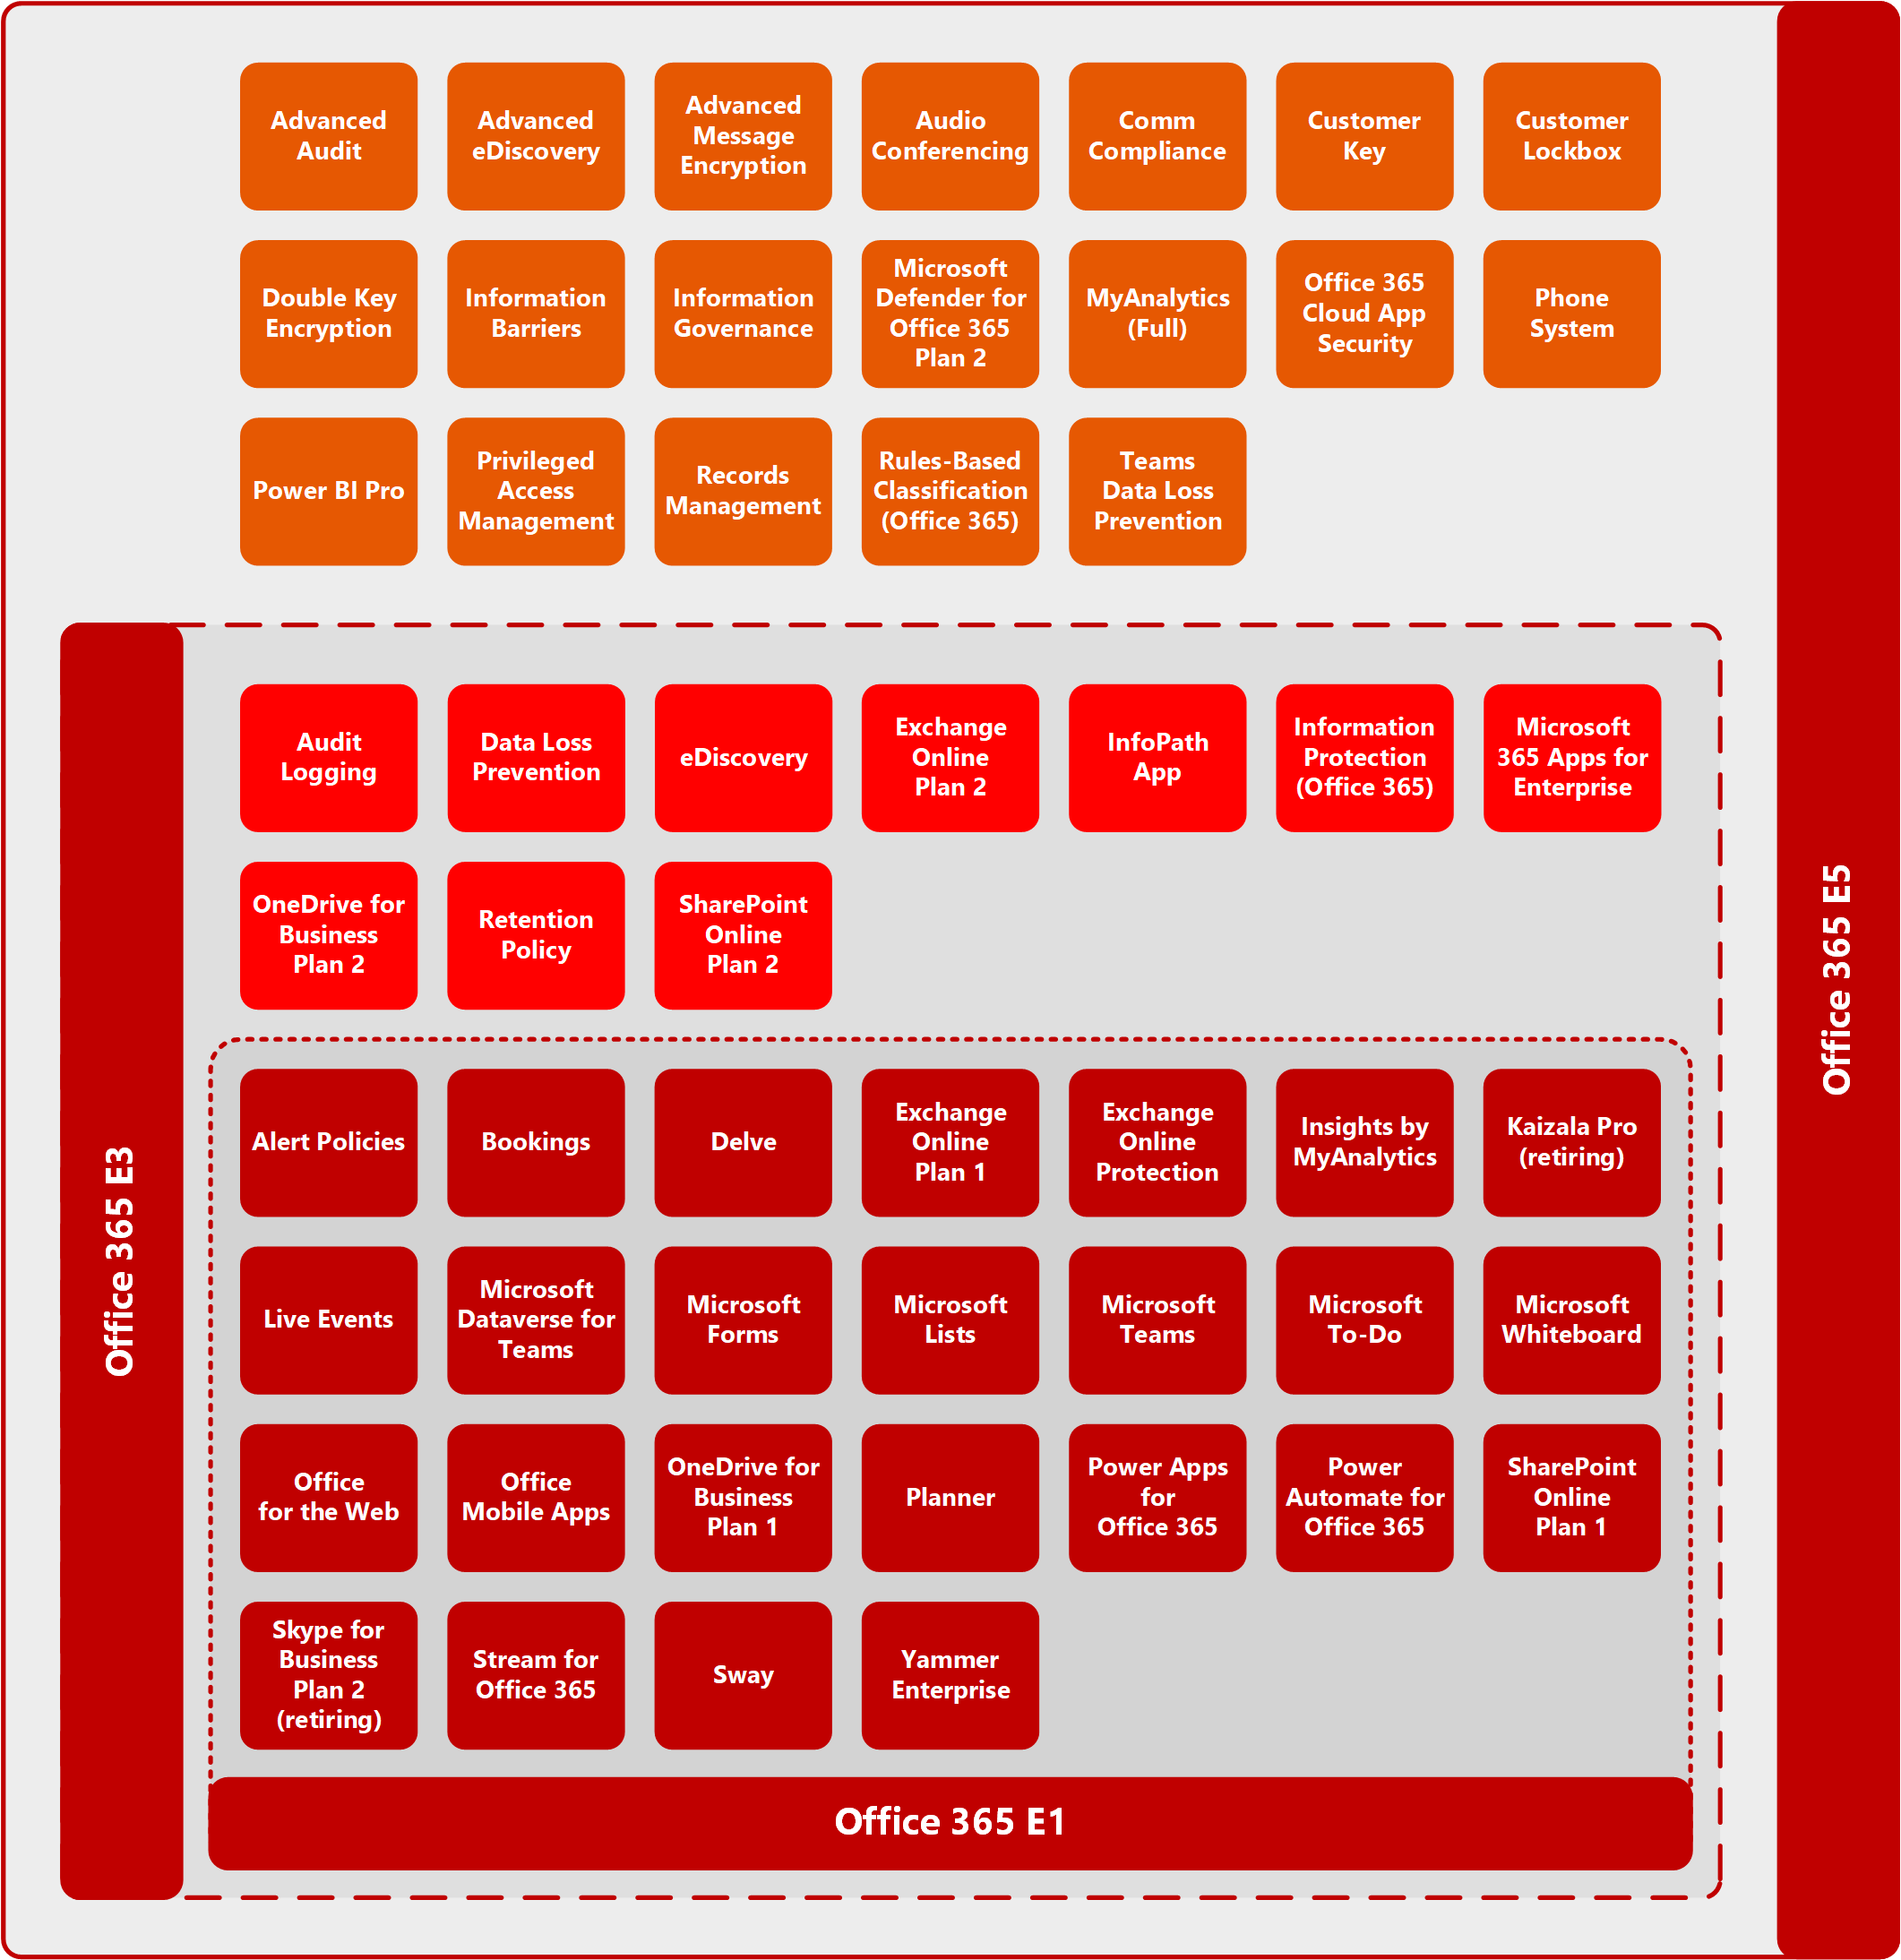 Advanced
Audit
Advanced
eDiscovery
Advanced
Message
Encryption
Audio
Conferencing
Comm
Compliance
Customer
Key
Customer
Lockbox
Double Key
Encryption
Information
Barriers
Information
Governance
Microsoft
Defender for
Office 365
Plan 2
MyAnalytics
(Full)
Office 365
Cloud App
Security
Phone
System
Power BI Pro
Privileged
Access
Management
Records
Management
Rules-Based
Classification
(Office 365)
Teams
Data Loss
Prevention
Office 365 E5
Office 365 E3
Audit
Logging
Data Loss
Prevention
eDiscovery
Exchange
Online
Plan 2
InfoPath
App
Information
Protection
(Office 365)
Microsoft
365 Apps for
Enterprise
OneDrive for
Business
Plan 2
Retention
Policy
SharePoint
Online
Plan 2
Alert Policies
Bookings
Delve
Exchange
Online
Plan 1
Exchange
Online
Protection
Insights by
MyAnalytics
Kaizala Pro
(retiring)
Live Events
Microsoft
Dataverse for
Teams
Microsoft
Forms
Microsoft
Lists
Microsoft
Teams
Microsoft
To-Do
Microsoft
Whiteboard
Office
for the Web
Office
Mobile Apps
OneDrive for
Business
Plan 1
Planner
Power Apps
for
Office 365
Power
Automate for
Office 365
SharePoint
Online
Plan 1
Skype for
Business
Plan 2
(retiring)
Stream for
Office 365
Sway
Yammer
Enterprise
Office 365 E1